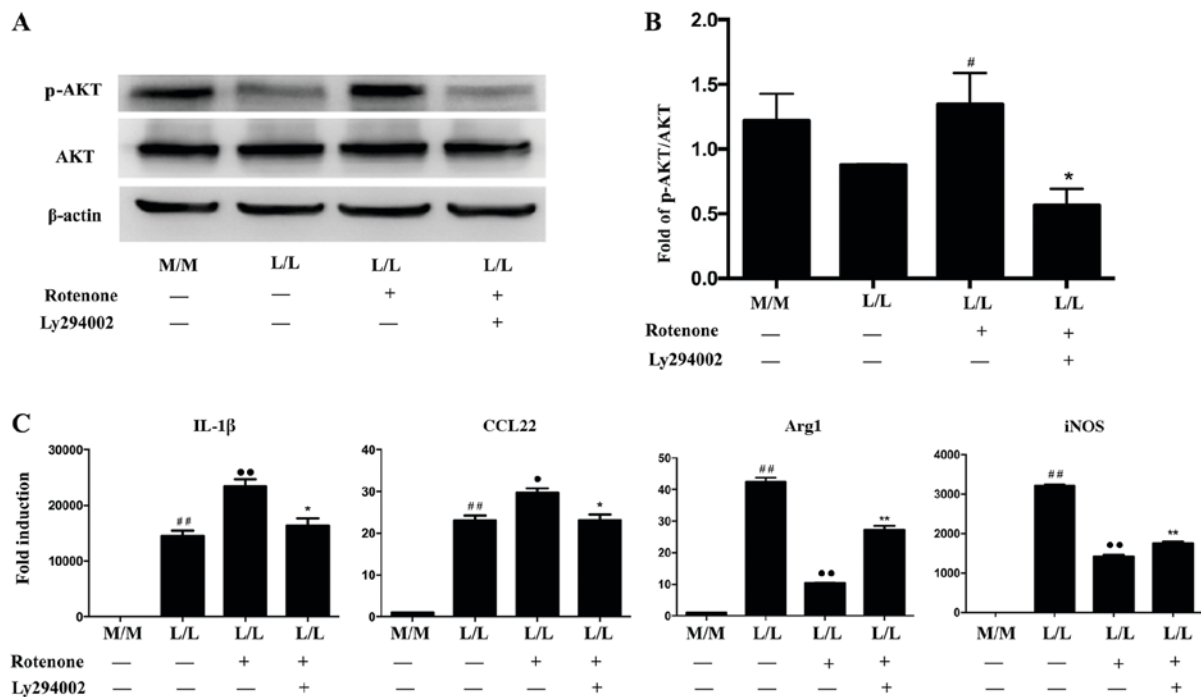 A
p-AKT
AKT
β-actin
M/M L/L L/L L/L
Rotenone — — + +
Ly294002 — — — +
B
2.0
1.5
1.0
0.5
0.0
Fold of p-AKT/AKT
#
*
M/M L/L L/L L/L
Rotenone — — + +
Ly294002 — — — +
C
IL-1β
30000
20000
10000
0
Fold induction
##
●●
*
M/M L/L L/L L/L
CCL22
40
30
20
10
0
##
●
*
M/M L/L L/L L/L
Arg1
50
40
30
20
10
0
##
●●
**
M/M L/L L/L L/L
iNOS
4000
3000
2000
1000
0
##
●●
**
M/M L/L L/L L/L
Rotenone — — + + — — + + — — + + — — + +
Ly294002 — — — + — — — + — — — + — — — +